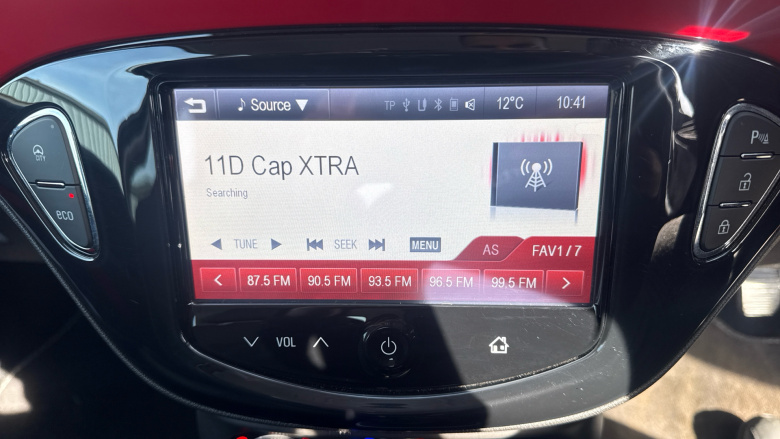 Source
TP
12°C
10:41
11D Cap XTRA
Searching
TUNE
SEEK
MENU
AS
FAV1/7
87.5 FM
90.5 FM
93.5 FM
96.5 FM
99.5 FM
VOL
CITY
eco
P